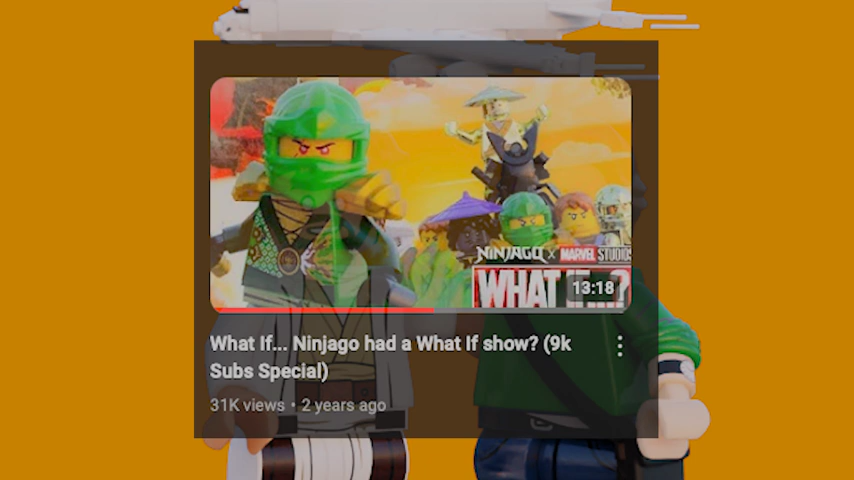 NINJAGO x MARVEL STUDIOS
WHAT IF...?
13:18
What If... Ninjago had a What If show? (9k
Subs Special)
31K views • 2 years ago